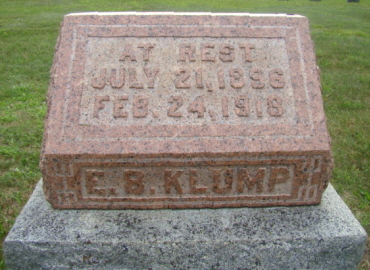 AT REST
JULY 21, 1896
FEB. 24, 1918
E. B. KLUMP